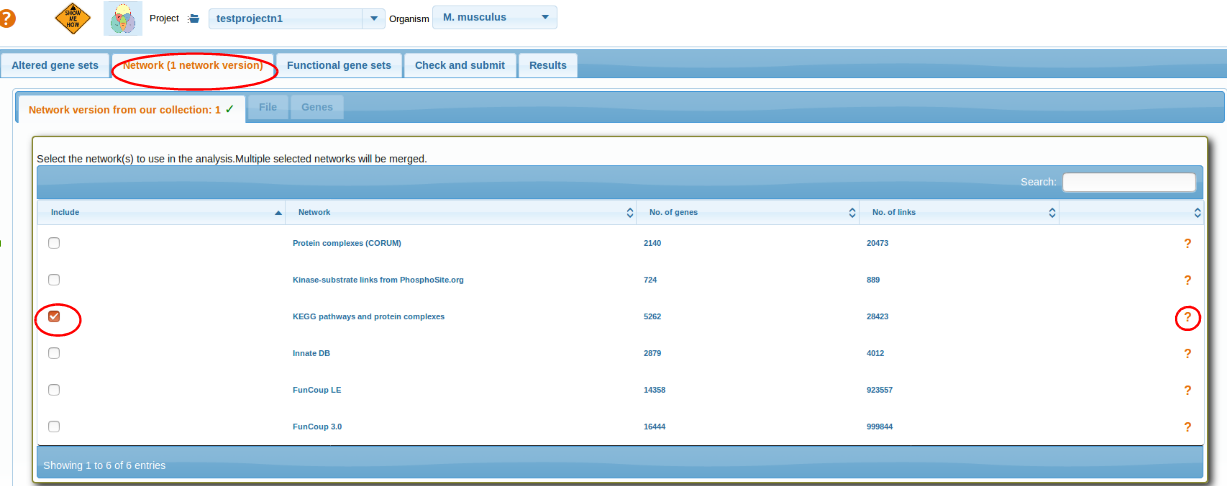 ?
SHOW ME HOW
Project testprojectn1 Organism M. musculus
Altered gene sets Network (1 network version) Functional gene sets Check and submit Results
Network version from our collection: 1 ✓ File Genes
Select the network(s) to use in the analysis.Multiple selected networks will be merged.
Search:
Include Network No. of genes No. of links
Protein complexes (CORUM) 2140 20473 ?
Kinase-substrate links from PhosphoSite.org 724 889 ?
KEGG pathways and protein complexes 5262 28423 ?
Innate DB 2879 4012 ?
FunCoup LE 14358 923557 ?
FunCoup 3.0 16444 999844 ?
Showing 1 to 6 of 6 entries